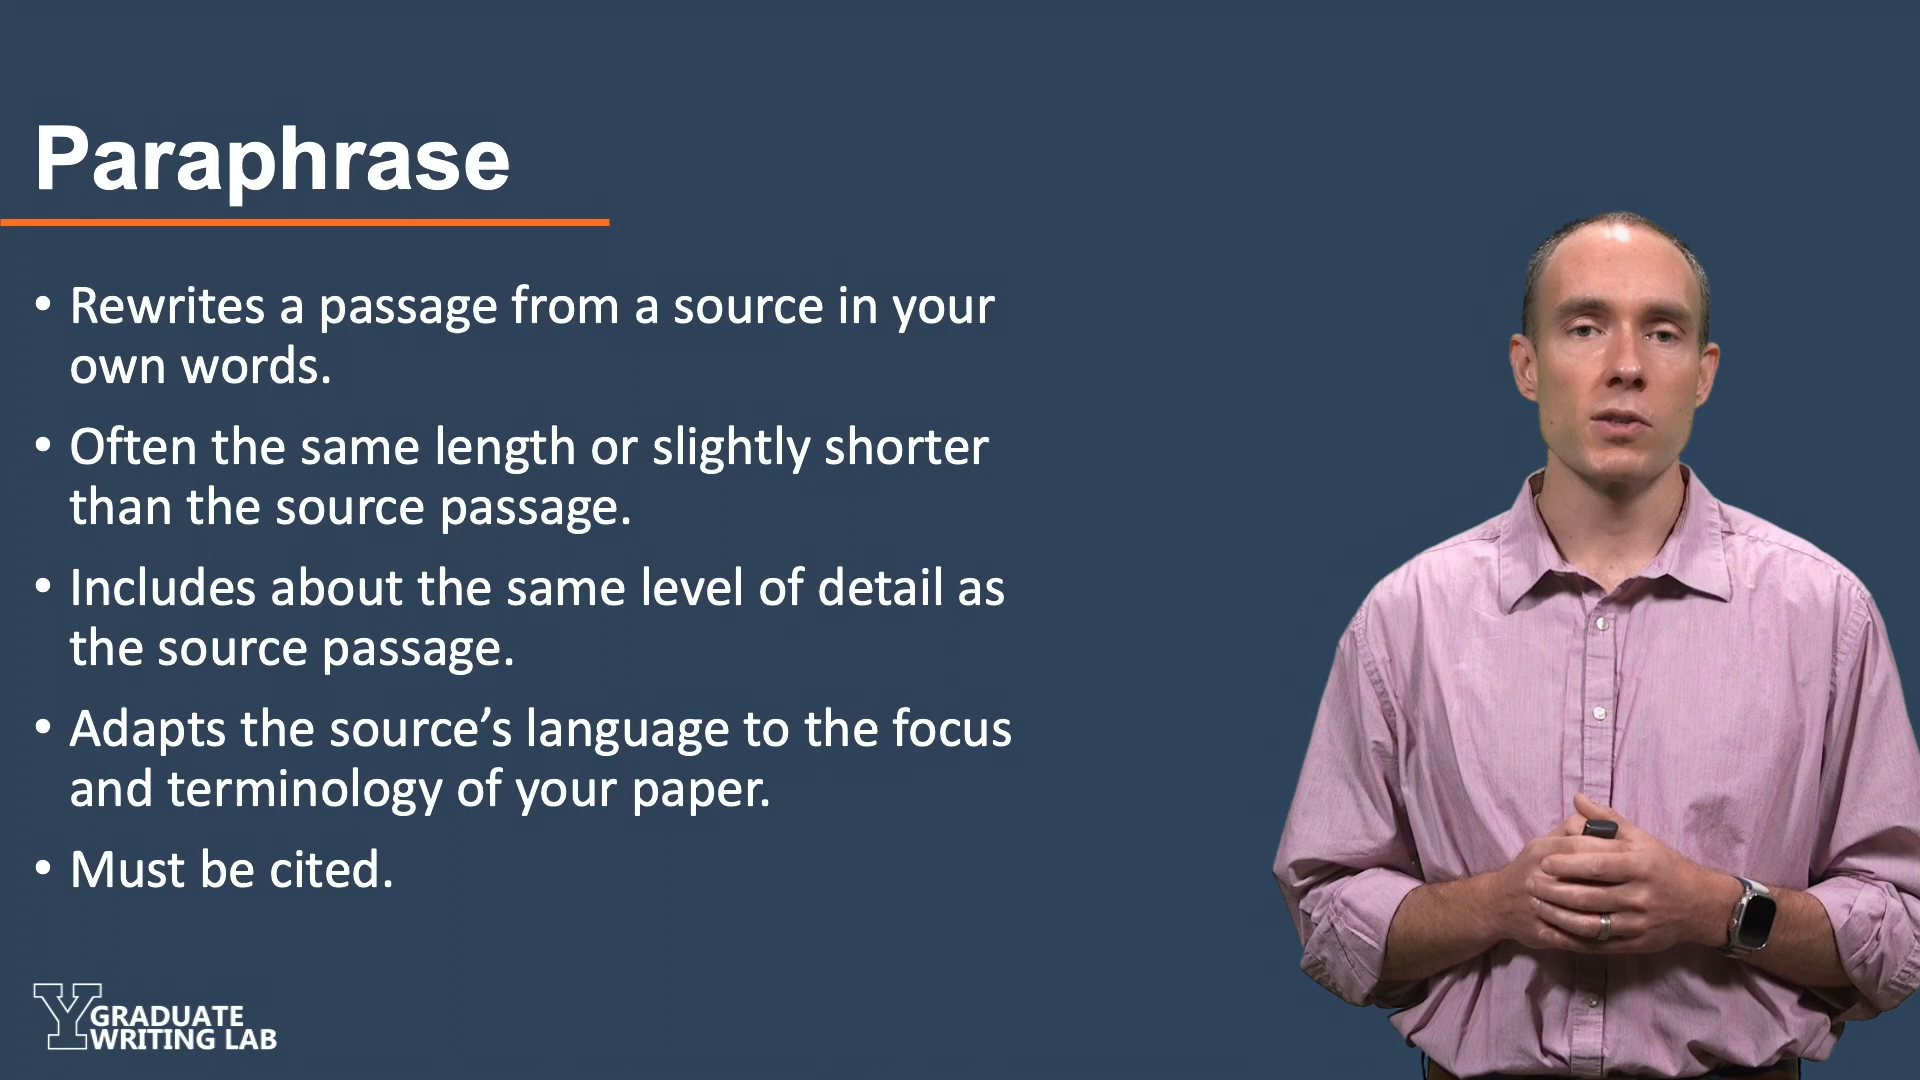 Paraphrase
• Rewrites a passage from a source in your
own words.
• Often the same length or slightly shorter
than the source passage.
• Includes about the same level of detail as
the source passage.
• Adapts the source’s language to the focus
and terminology of your paper.
• Must be cited.
Y GRADUATE
WRITING LAB